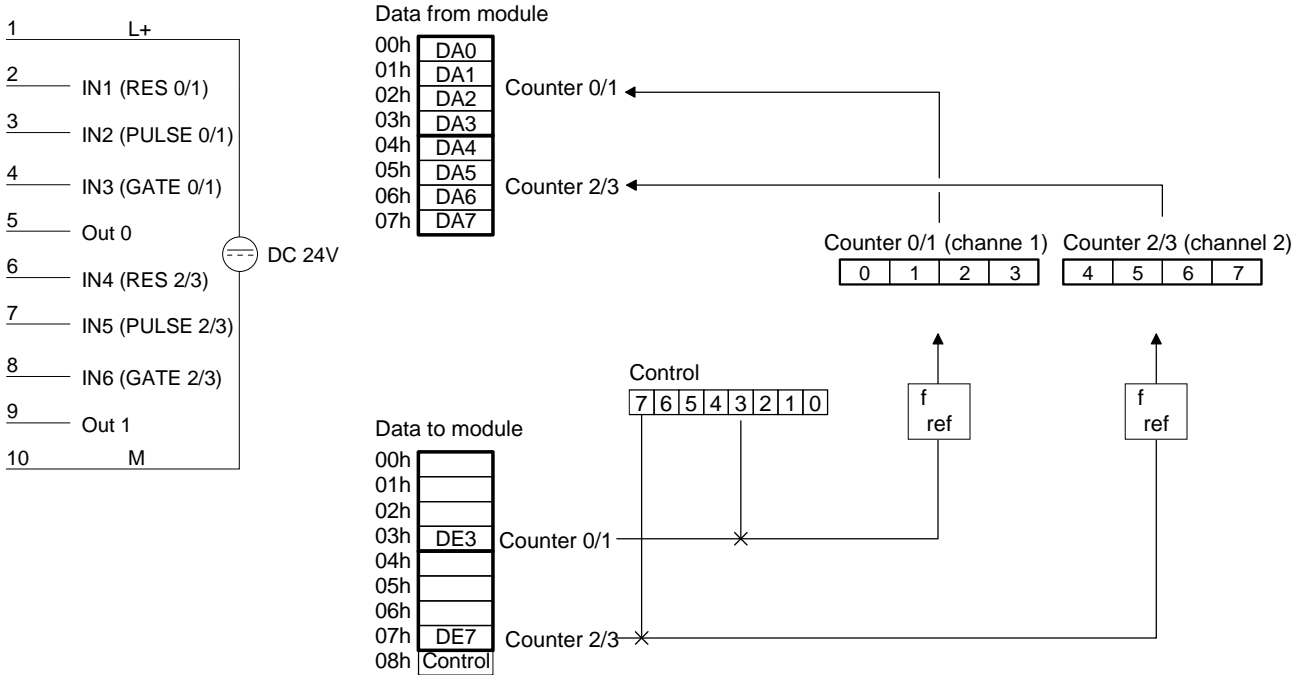 1 L+
2 IN1 (RES 0/1)
3 IN2 (PULSE 0/1)
4 IN3 (GATE 0/1)
5 Out 0
DC 24V
6 IN4 (RES 2/3)
7 IN5 (PULSE 2/3)
8 IN6 (GATE 2/3)
9 Out 1
10 M
Data from module
00h DA0
01h DA1
Counter 0/1
02h DA2
03h DA3
04h DA4
05h DA5
Counter 2/3
06h DA6
07h DA7
Counter 0/1 (channe 1) Counter 2/3 (channel 2)
0 1 2 3 4 5 6 7
Control
7 6 5 4 3 2 1 0
f ref
f ref
Data to module
00h
01h
02h
03h DE3 Counter 0/1
04h
05h
06h
07h DE7 Counter 2/3
08h Control